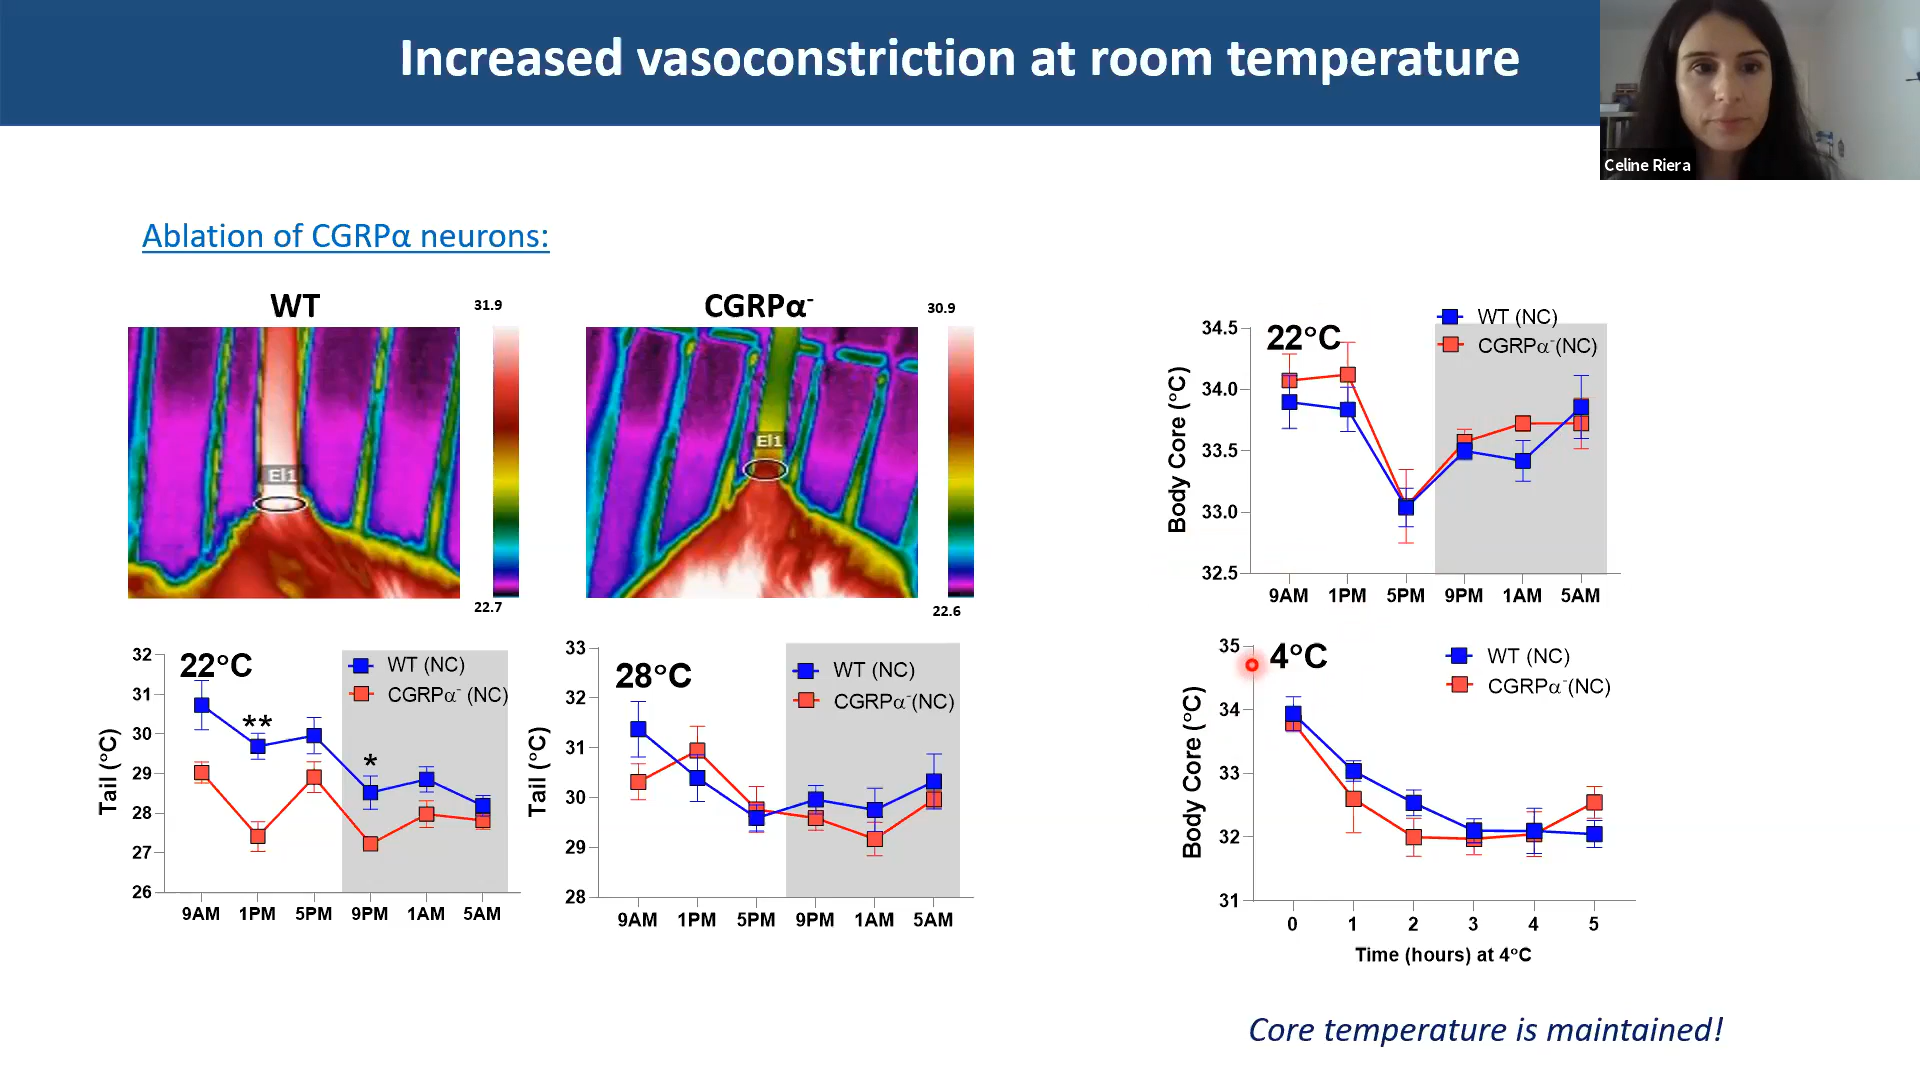 Increased vasoconstriction at room temperature
Celine Riera
Ablation of CGRPα neurons:
WT
31.9
El1
22.7
CGRPα⁻
30.9
El1
22.6
22°C
WT (NC)
CGRPα⁻ (NC)
**
*
Tail (°C)
32
31
30
29
28
27
26
9AM 1PM 5PM 9PM 1AM 5AM
28°C
WT (NC)
CGRPα⁻(NC)
Tail (°C)
33
32
31
30
29
28
9AM 1PM 5PM 9PM 1AM 5AM
22°C
WT (NC)
CGRPα⁻(NC)
Body Core (°C)
34.5
34.0
33.5
33.0
32.5
9AM 1PM 5PM 9PM 1AM 5AM
4°C
WT (NC)
CGRPα⁻(NC)
Body Core (°C)
35
34
33
32
31
0 1 2 3 4 5
Time (hours) at 4°C
Core temperature is maintained!